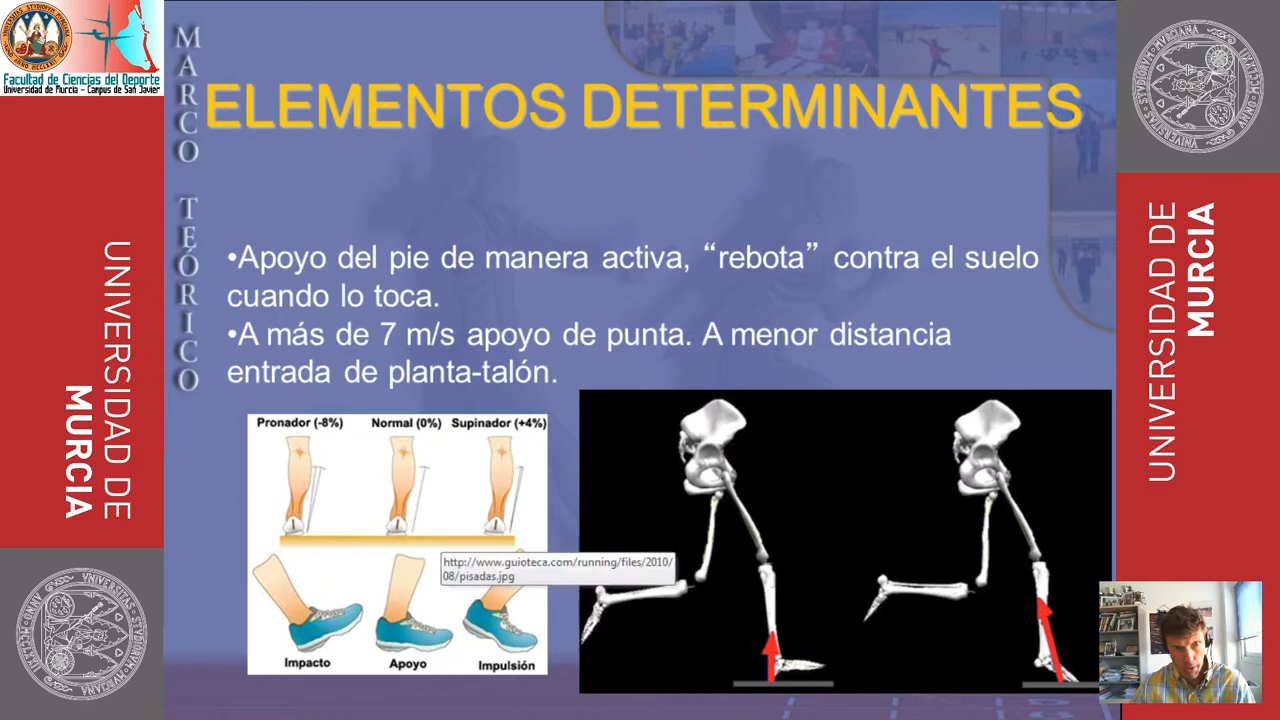 Facultad de Ciencias del Deporte
Universidad de Murcia - Campus de San Javier
MARCO TEÓRICO
ELEMENTOS DETERMINANTES
•Apoyo del pie de manera activa, “rebota” contra el suelo
cuando lo toca.
•A más de 7 m/s apoyo de punta. A menor distancia
entrada de planta-talón.
Pronador (-8%) Normal (0%) Supinador (+4%)
http://www.guioteca.com/running/files/2010/
08/pisadas.jpg
Impacto Apoyo Impulsión
UNIVERSIDAD DE
MURCIA
UNIVERSIDAD DE
MURCIA